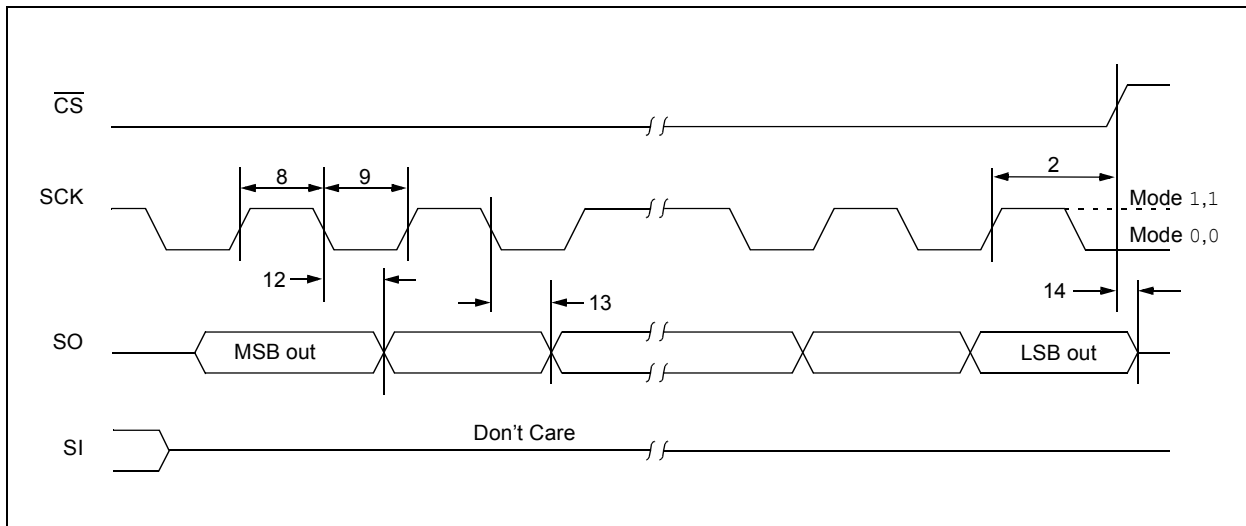 CS
SCK
8
9
2
Mode 1,1
Mode 0,0
12
13
14
SO
MSB out
LSB out
SI
Don't Care